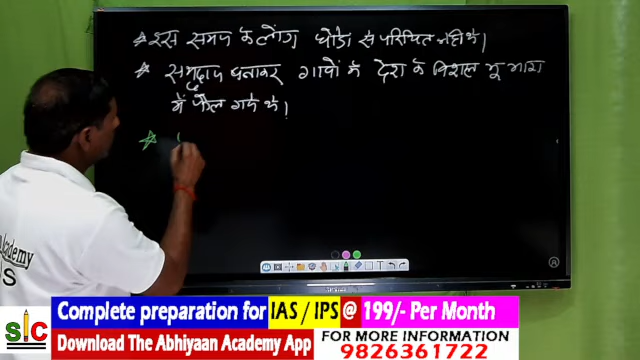 * इस समय के लोग घोडा से परिचित नही थे।
* समुदाय बनाकर गावों मे देश के विशाल भू भाग
में फैल गये थे।
*
Academy
S
SIC
Complete preparation for IAS / IPS @ 199/- Per Month
Download The Abhiyaan Academy App
FOR MORE INFORMATION
9826361722